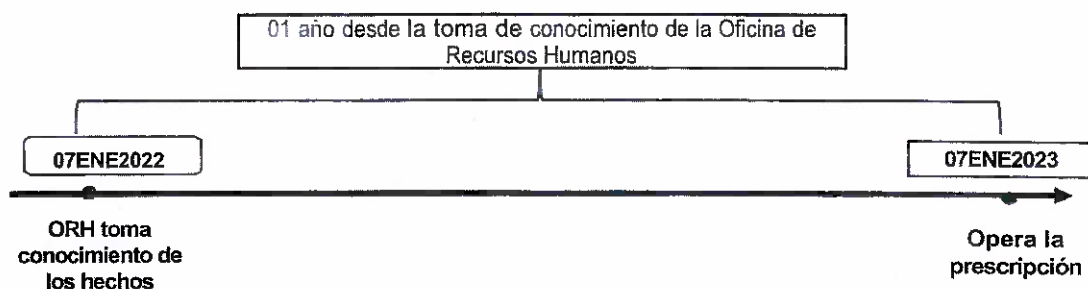 01 año desde la toma de conocimiento de la Oficina de
Recursos Humanos
07ENE2022
07ENE2023
ORH toma
conocimiento de
los hechos
Opera la
prescripción